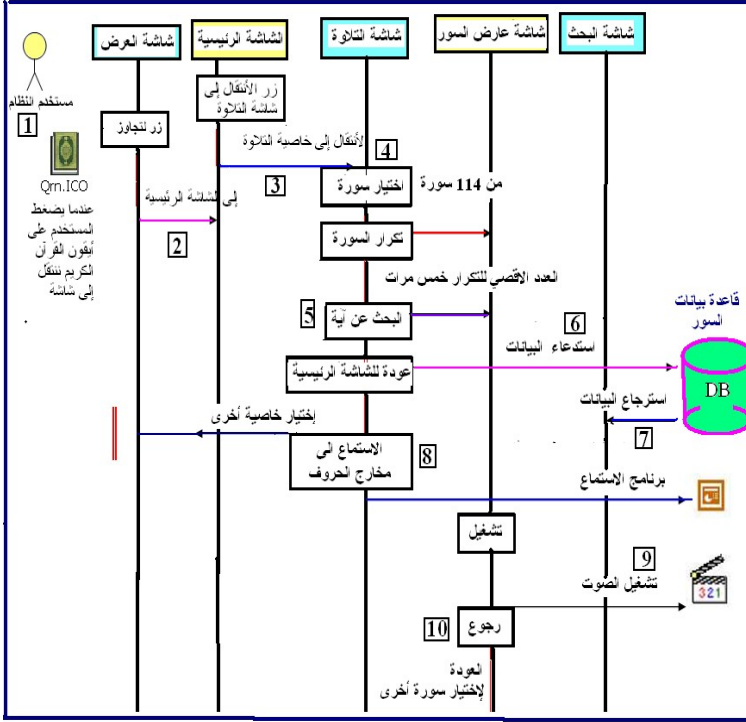 شاشة العرض
الشاشة الرئيسية
شاشة التلاوة
شاشة عارض السور
شاشة البحث
مستخدم النظام
1
زر لتجاوز
زر الأنتقال إلى
شاشة التلاوة
Qrn.ICO
عندما يضغط
المستخدم على
أيقون القرآن
الكريم ننتقل
إلى شاشة
.
إلى الشاشة الرئيسية
2
لأنتقال إلى خاصية التلاوة
3
4
اختيار سورة
من 114 سورة
تكرار السورة
العدد الاقصي للتكرار خمس مرات
5
البحث عن آية
6
استدعاء البيانات
قاعدة بيانات
السور
DB
عودة للشاشة الرئيسية
استرجاع البيانات
7
إختيار خاصية أخرى
الاستماع الى
مخارج الحروف
8
برنامج الاستماع
تشغيل
9
تشغيل الصوت
321
رجوع
10
العودة
لإختيار سورة أخرى